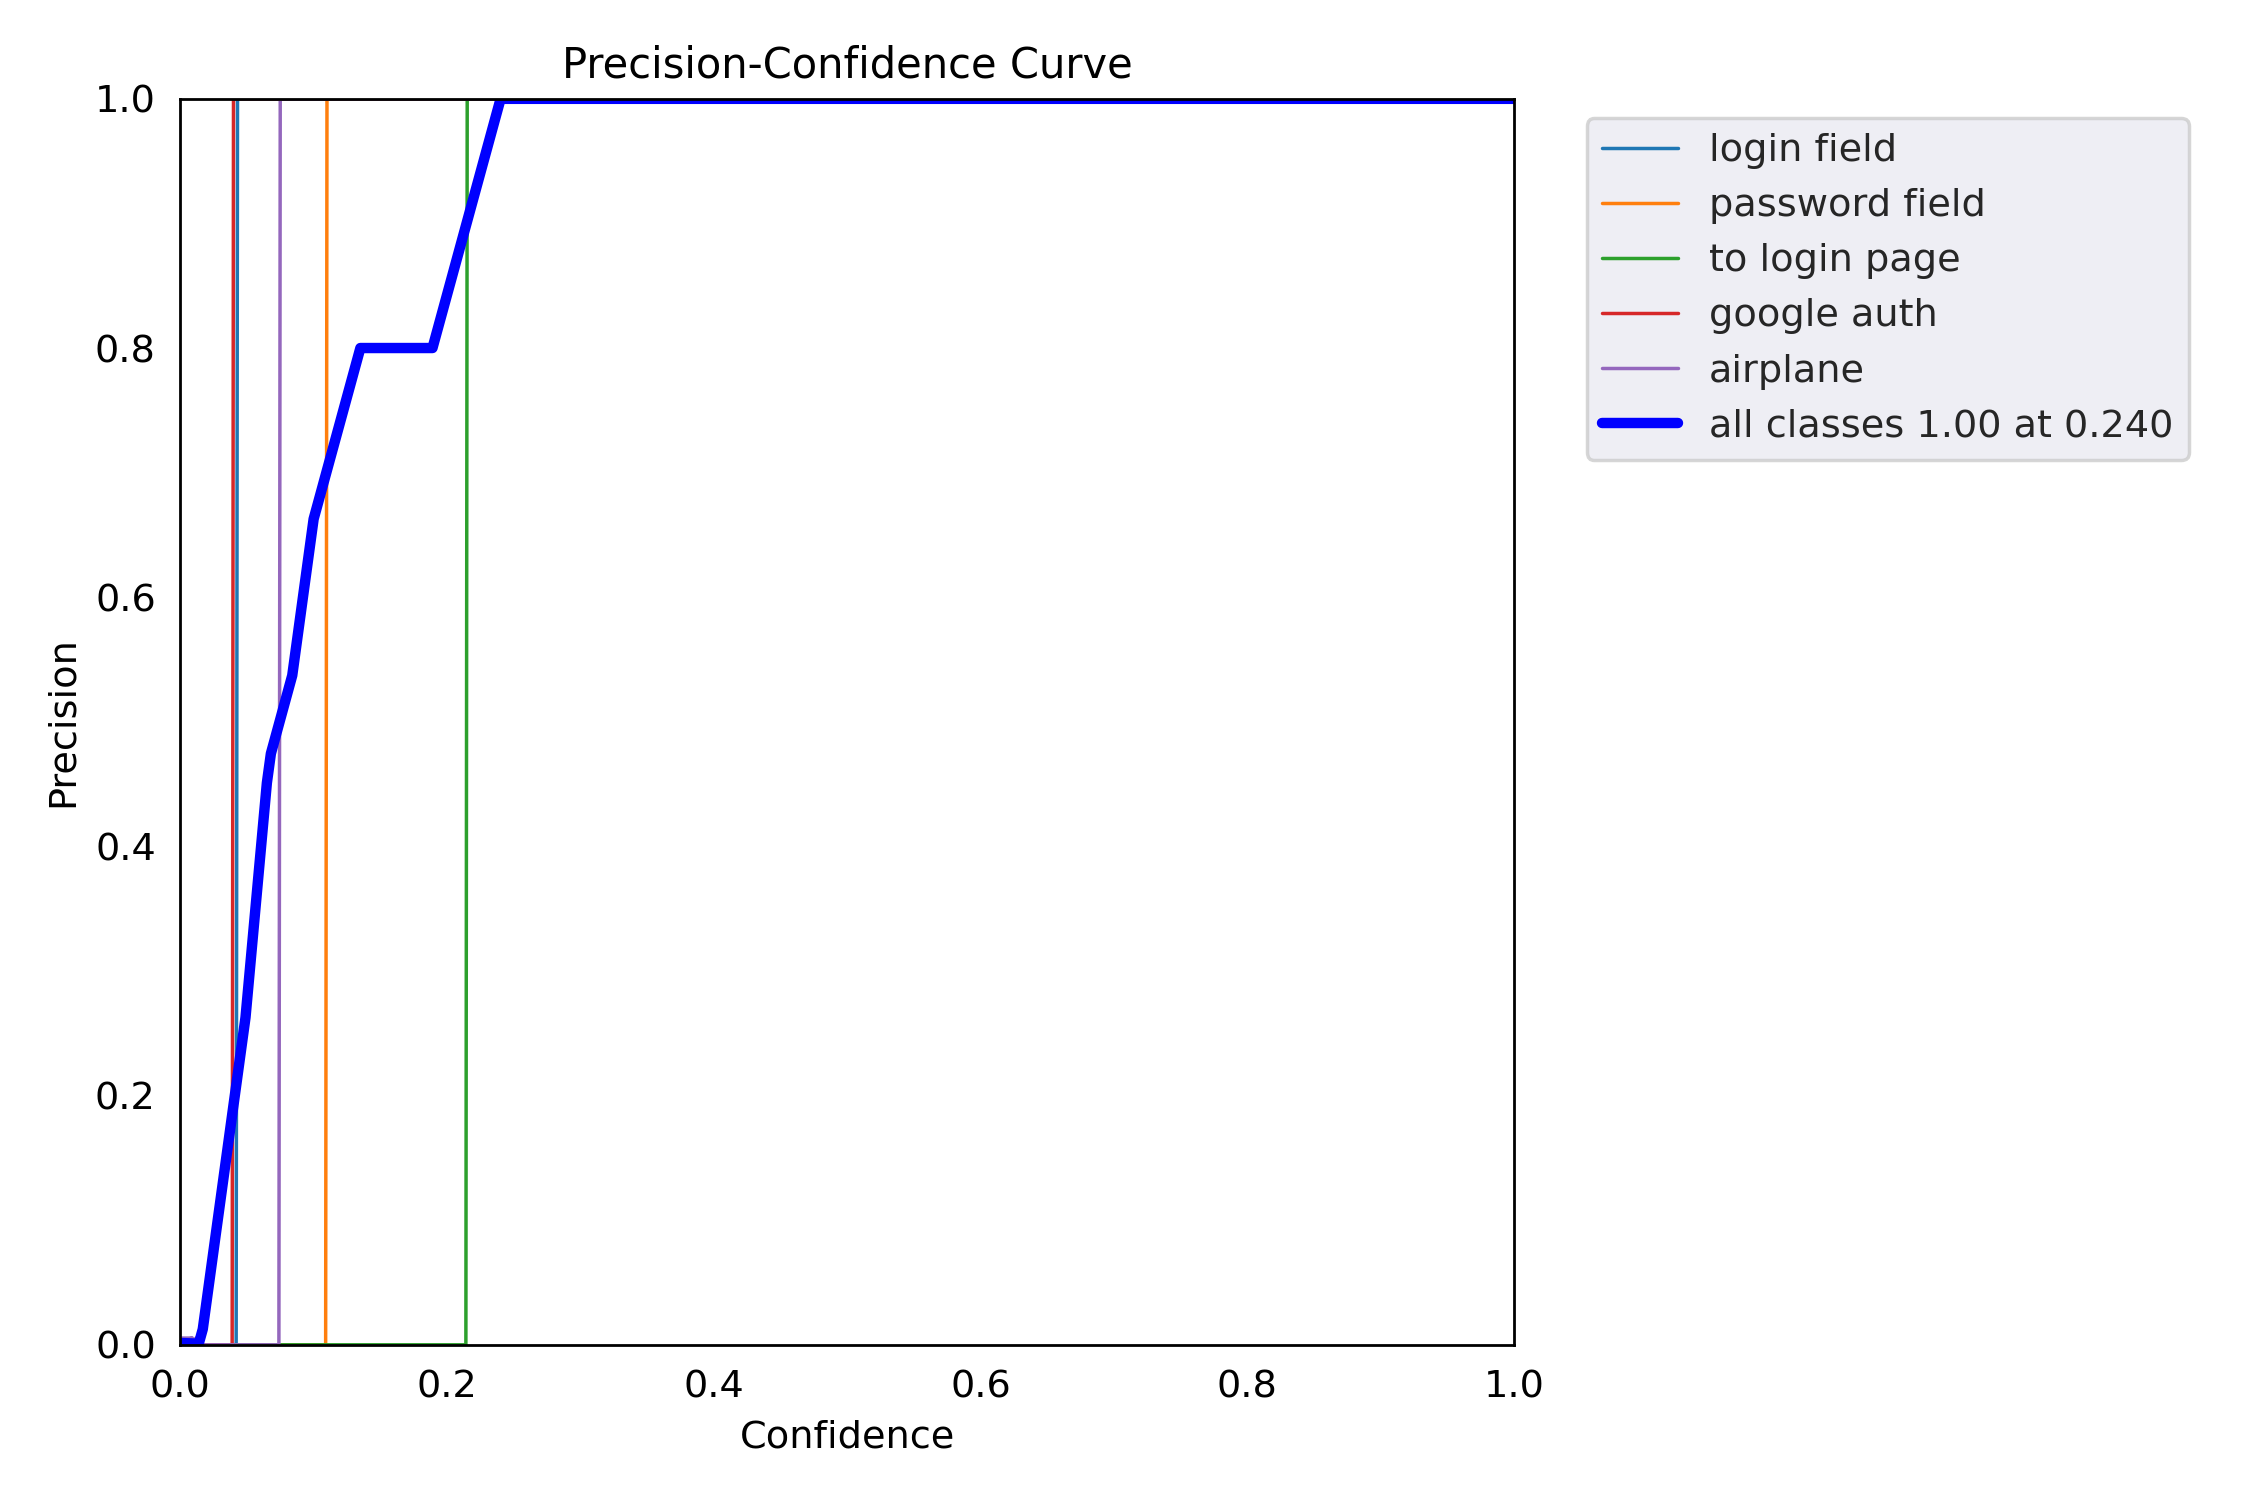 Precision-Confidence Curve
1.0
0.8
0.6
0.4
0.2
0.0
Precision
0.0 0.2 0.4 0.6 0.8 1.0
Confidence
login field
password field
to login page
google auth
airplane
all classes 1.00 at 0.240